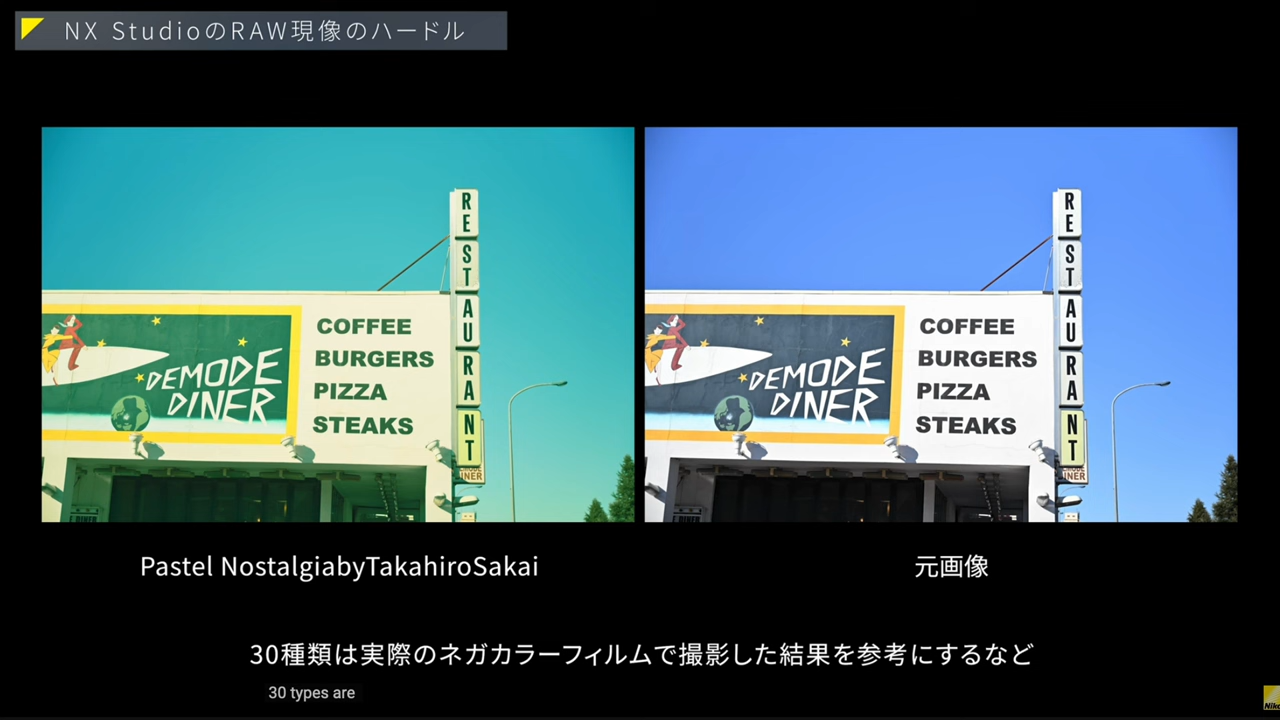 NX StudioのRAW現像のハードル
RESTAURANT
COFFEE
BURGERS
PIZZA
STEAKS
DEMODE
DINER
DINER
RESTAURANT
COFFEE
BURGERS
PIZZA
STEAKS
DEMODE
DINER
DINER
Pastel NostalgiabyTakahiroSakai
元画像
30種類は実際のネガカラーフィルムで撮影した結果を参考にするなど
30 types are